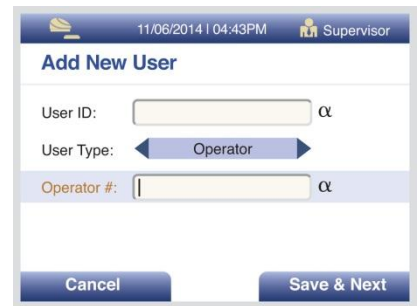 11/06/2014 | 04:43PM Supervisor
Add New User
User ID: α
User Type: Operator
Operator #: α
Cancel Save & Next